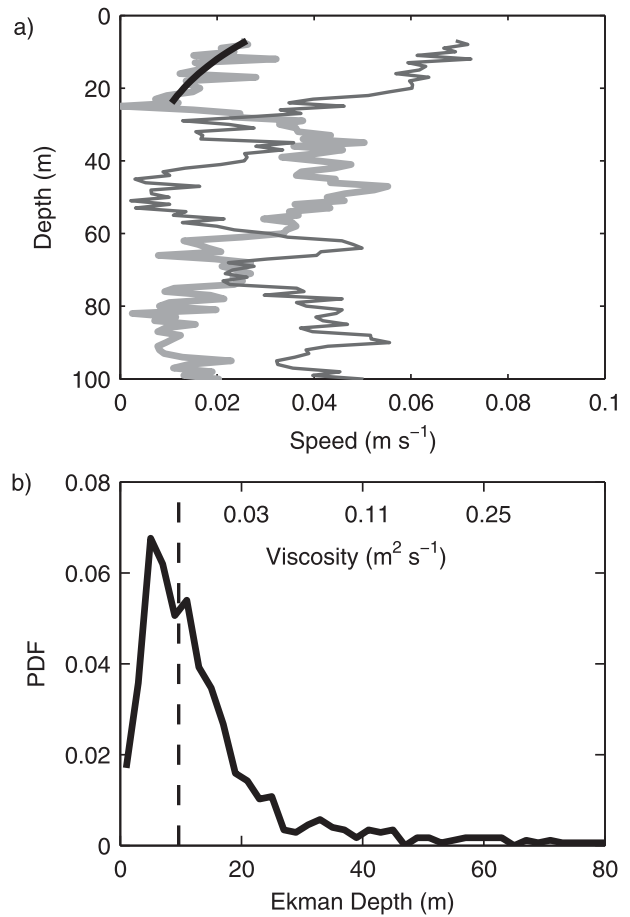 a)
0
20
40
60
80
100
Depth (m)
0 0.02 0.04 0.06 0.08 0.1
Speed (m s⁻¹)
b)
0.08
0.06
0.04
0.02
0
PDF
0.03 0.11 0.25
Viscosity (m² s⁻¹)
0 20 40 60 80
Ekman Depth (m)